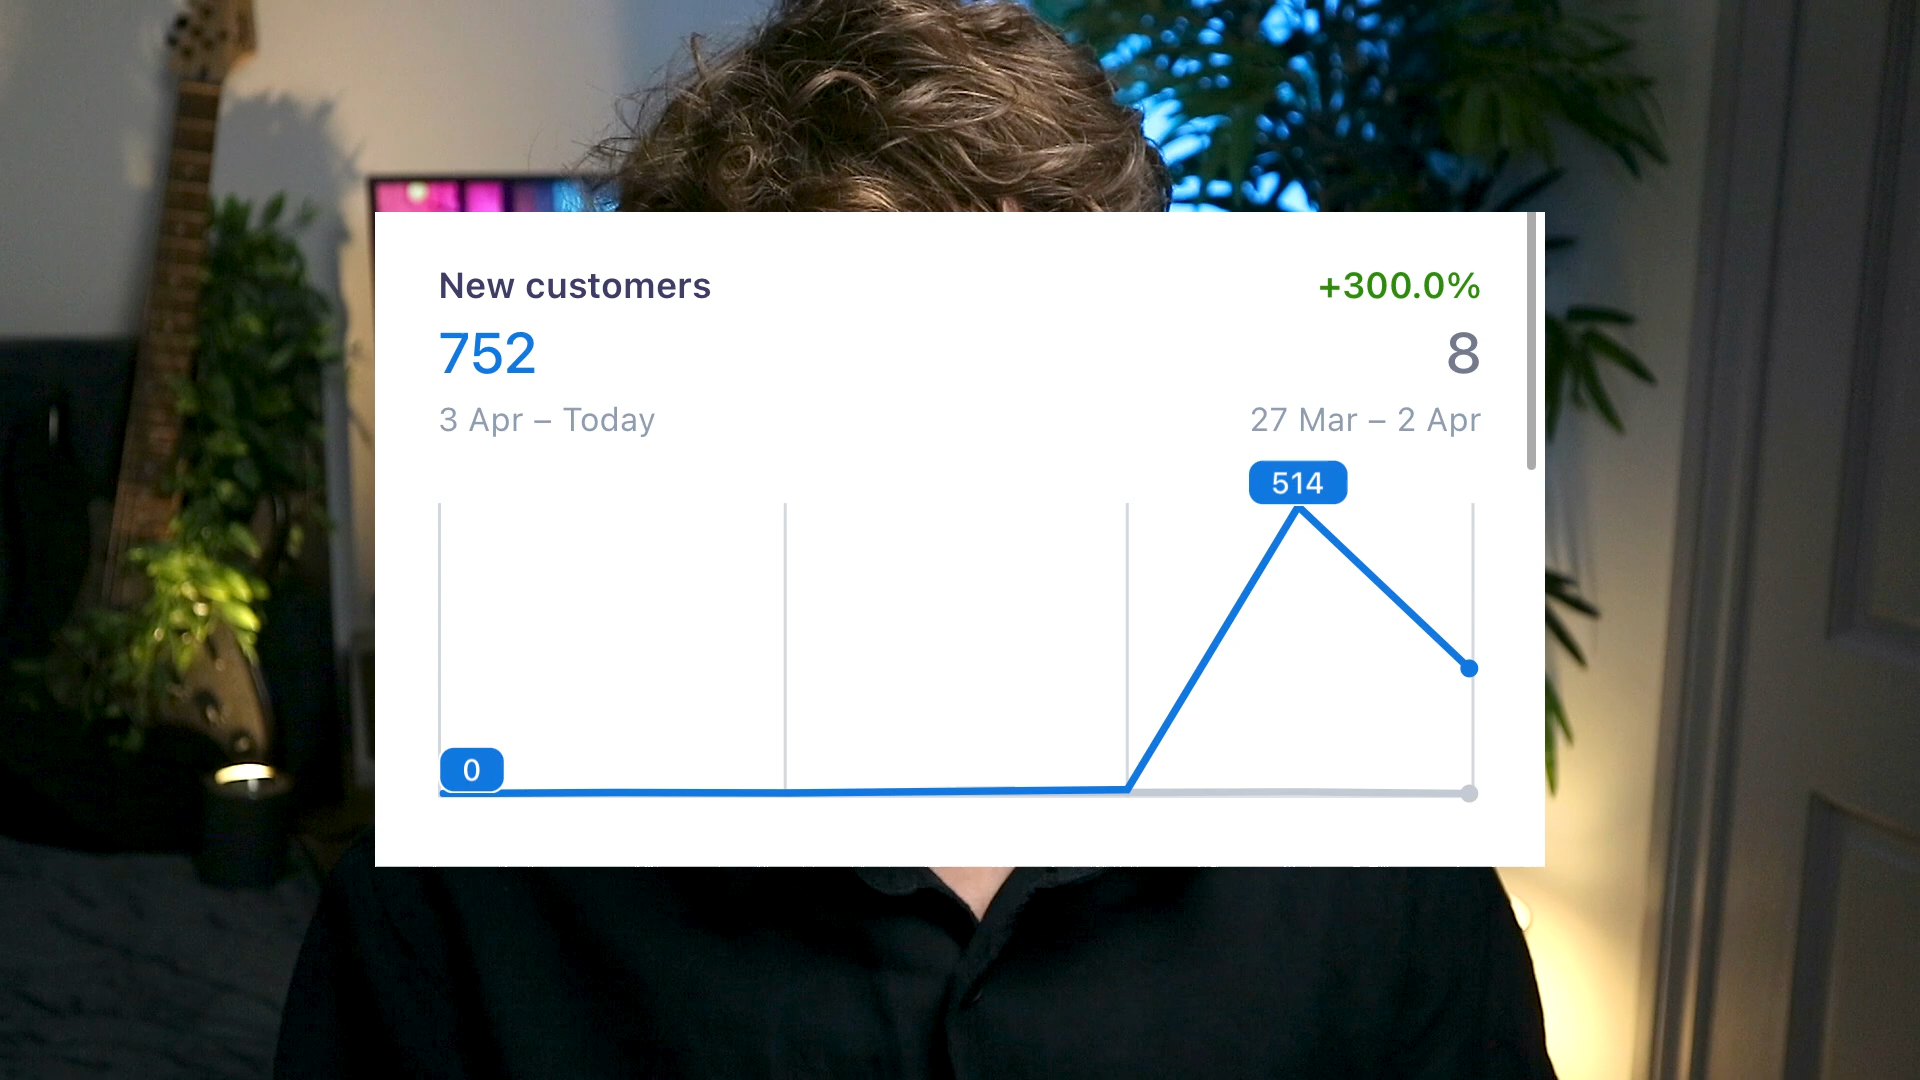 New customers
+300.0%
752
8
3 Apr – Today
27 Mar – 2 Apr
514
0